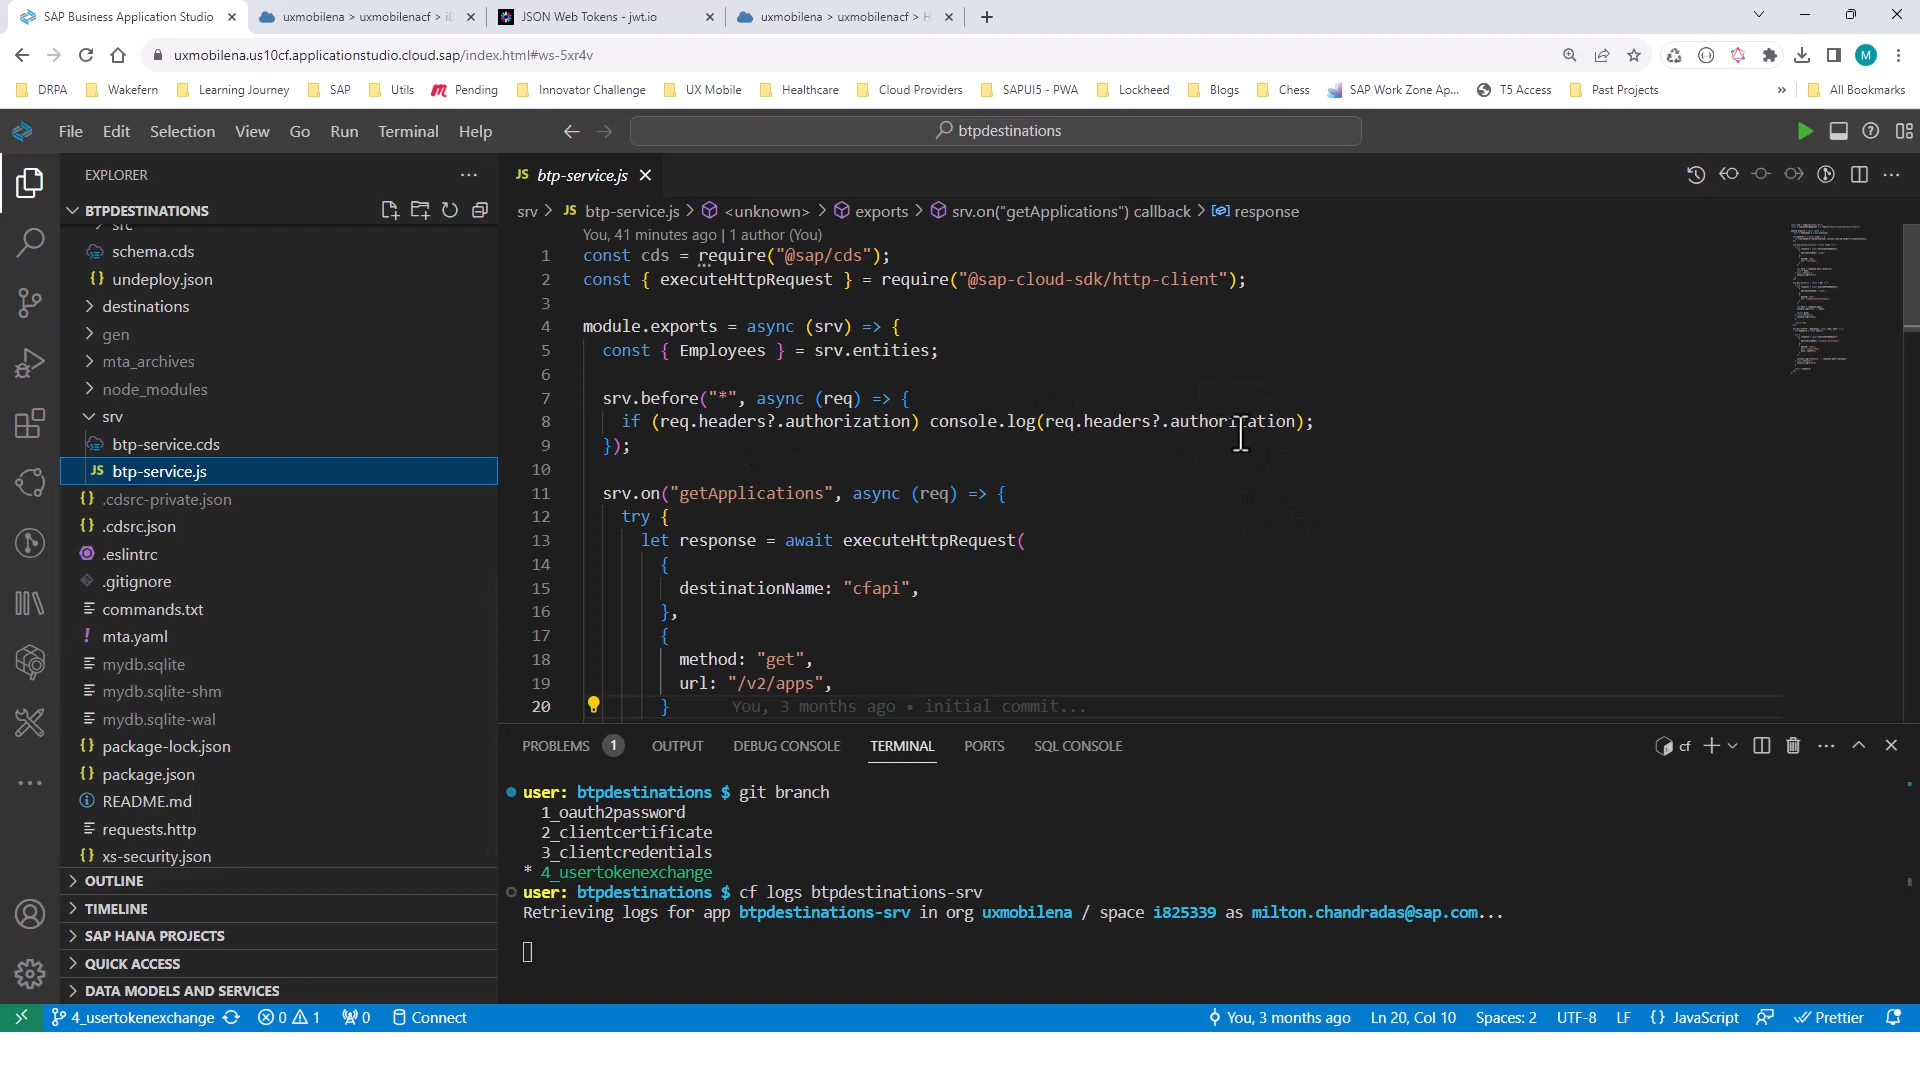 SAP Business Application Studio
uxmobilena > uxmobilenacf > i8
JSON Web Tokens - jwt.io
uxmobilena > uxmobilenacf > H
uxmobilena.us10cf.applicationstudio.cloud.sap/index.html#ws-5xr4v
M
DRPA Wakefern Learning Journey SAP Utils Pending Innovator Challenge UX Mobile Healthcare Cloud Providers SAPUI5 - PWA Lockheed Blogs Chess SAP Work Zone Ap... T5 Access Past Projects » All Bookmarks
File Edit Selection View Go Run Terminal Help
btpdestinations
EXPLORER
BTPDESTINATIONS
src
schema.cds
undeploy.json
destinations
gen
mta_archives
node_modules
srv
btp-service.cds
btp-service.js
.cdsrc-private.json
.cdsrc.json
.eslintrc
.gitignore
commands.txt
mta.yaml
mydb.sqlite
mydb.sqlite-shm
mydb.sqlite-wal
package-lock.json
package.json
README.md
requests.http
xs-security.json
OUTLINE
TIMELINE
SAP HANA PROJECTS
QUICK ACCESS
DATA MODELS AND SERVICES
JS btp-service.js
srv > JS btp-service.js > <unknown> > exports > srv.on("getApplications") callback > response
You, 41 minutes ago | 1 author (You)
1 const cds = require("@sap/cds");
2 const { executeHttpRequest } = require("@sap-cloud-sdk/http-client");
3
4 module.exports = async (srv) => {
5 const { Employees } = srv.entities;
6
7 srv.before("*", async (req) => {
8 if (req.headers?.authorization) console.log(req.headers?.authorization);
9 });
10
11 srv.on("getApplications", async (req) => {
12 try {
13 let response = await executeHttpRequest(
14 {
15 destinationName: "cfapi",
16 },
17 {
18 method: "get",
19 url: "/v2/apps",
20 } You, 3 months ago • initial commit...
PROBLEMS 1 OUTPUT DEBUG CONSOLE TERMINAL PORTS SQL CONSOLE
cf
user: btpdestinations $ git branch
1_oauth2password
2_clientcertificate
3_clientcredentials
* 4_usertokenexchange
user: btpdestinations $ cf logs btpdestinations-srv
Retrieving logs for app btpdestinations-srv in org uxmobilena / space i825339 as milton.chandradas@sap.com...
4_usertokenexchange 0 1 0 Connect You, 3 months ago Ln 20, Col 10 Spaces: 2 UTF-8 LF {} JavaScript Prettier